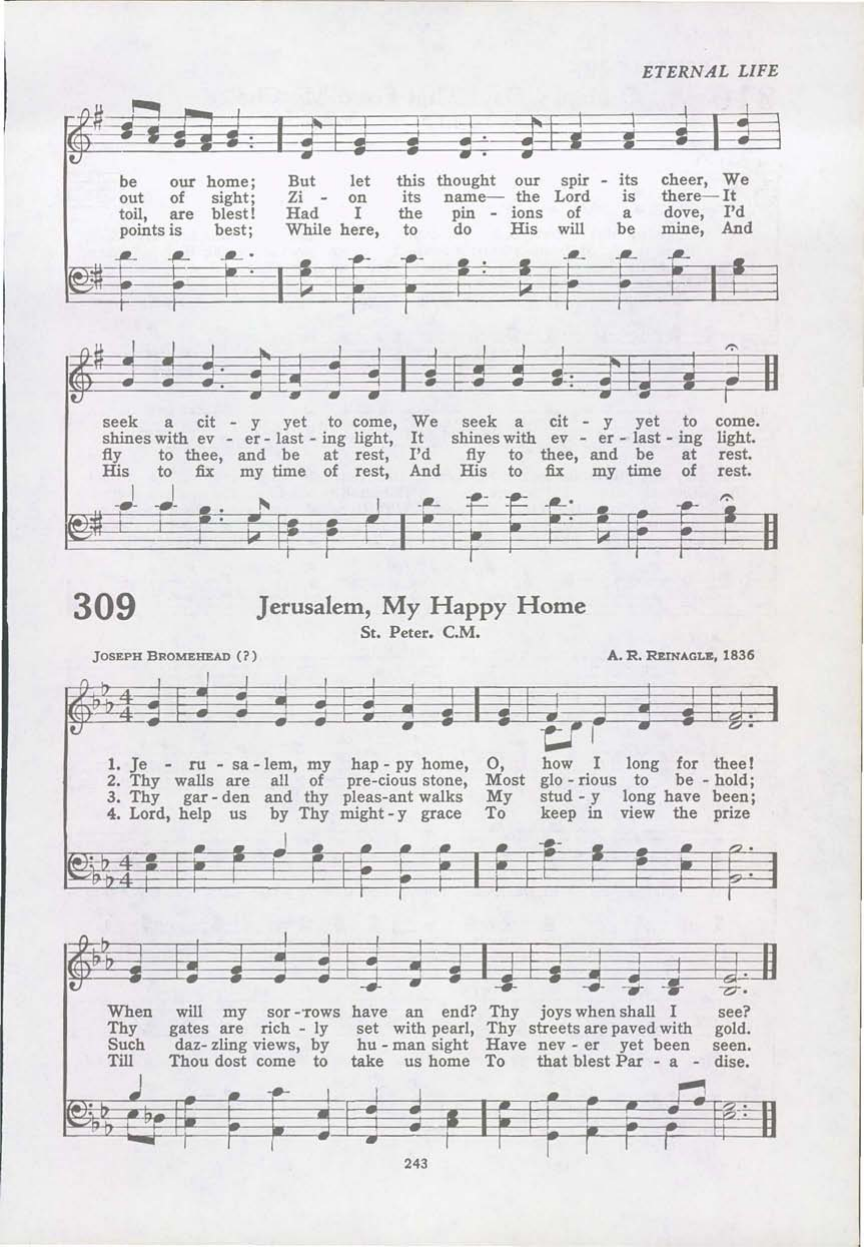 ETERNAL LIFE
be our home; But let this thought our spir - its cheer, We
out of sight; Zi - on its name— the Lord is there—It
toil, are blest! Had I the pin - ions of a dove, I'd
points is best; While here, to do His will be mine, And
seek a cit - y yet to come, We seek a cit - y yet to come.
shines with ev - er - last - ing light, It shines with ev - er - last - ing light.
fly to thee, and be at rest, I'd fly to thee, and be at rest.
His to fix my time of rest, And His to fix my time of rest.
309 Jerusalem, My Happy Home
St. Peter. C.M.
JOSEPH BROMEHEAD (?) A. R. REINAGLE, 1836
4
4
1. Je - ru - sa - lem, my hap - py home, O, how I long for thee!
2. Thy walls are all of pre-cious stone, Most glo - rious to be - hold;
3. Thy gar - den and thy pleas-ant walks My stud - y long have been;
4. Lord, help us by Thy might - y grace To keep in view the prize
4
4
When will my sor - rows have an end? Thy joys when shall I see?
Thy gates are rich - ly set with pearl, Thy streets are paved with gold.
Such daz- zling views, by hu - man sight Have nev - er yet been seen.
Till Thou dost come to take us home To that blest Par - a - dise.
243